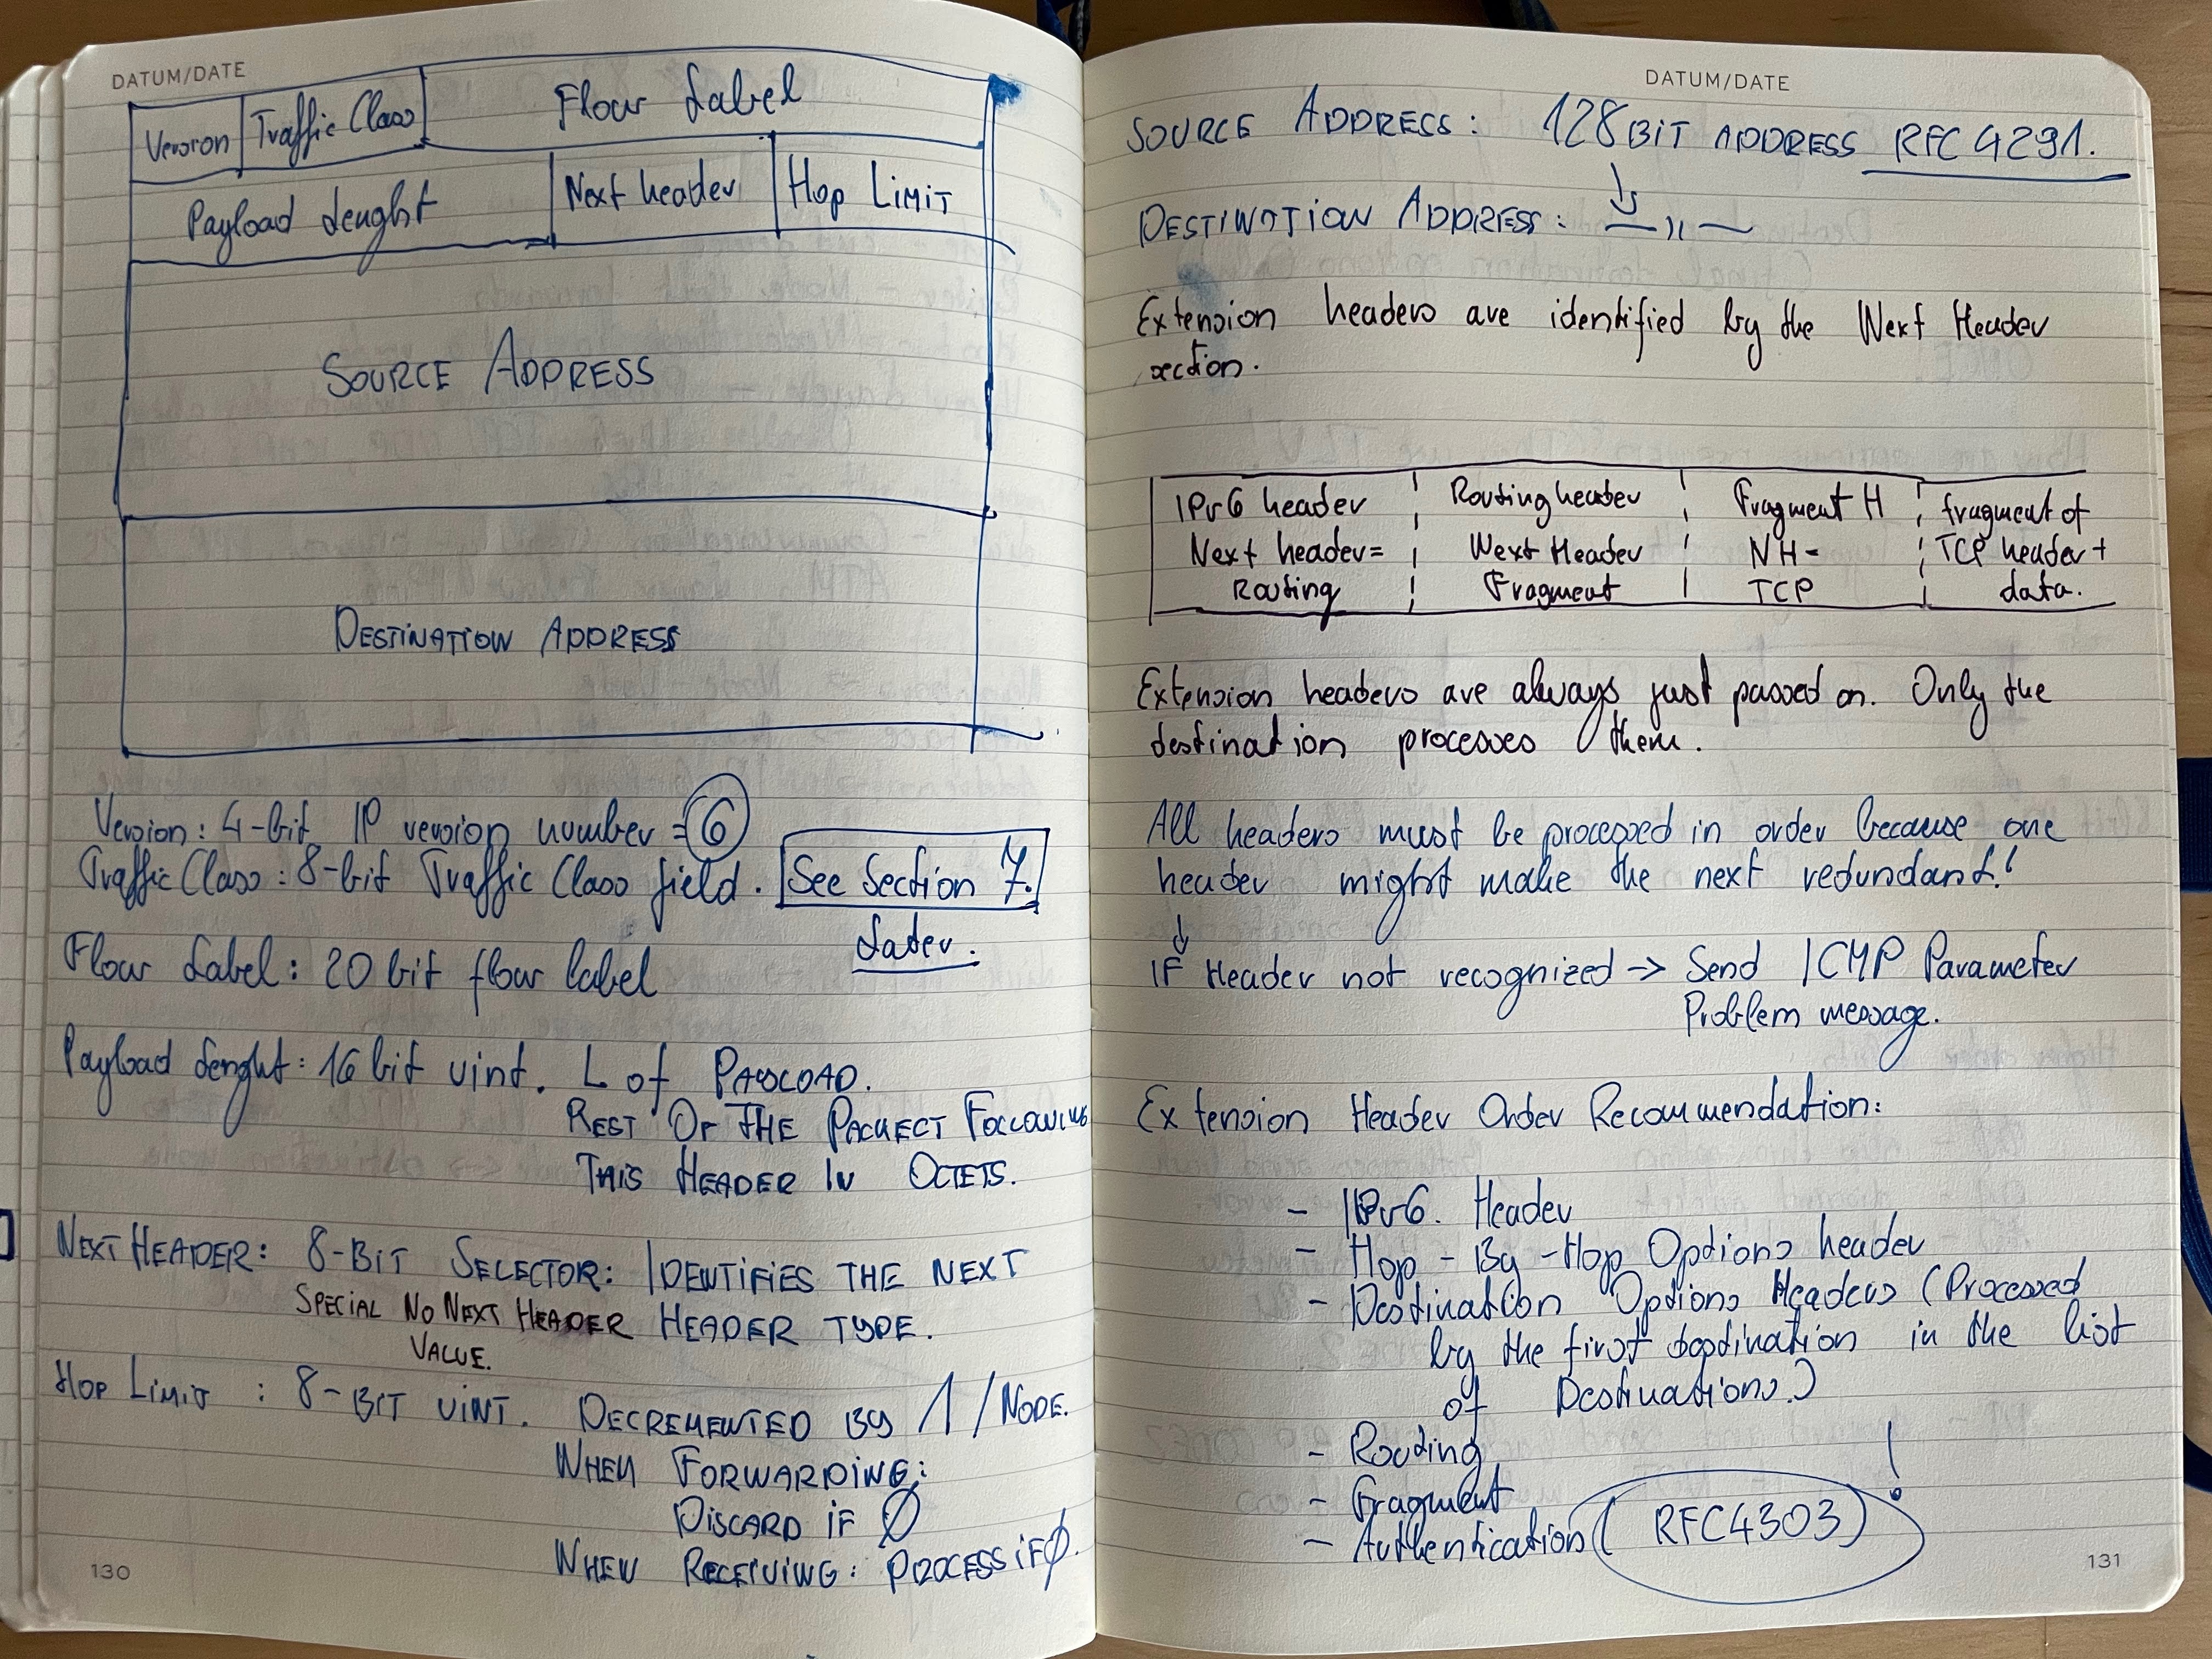 DATUM/DATE
Version Traffic Class Flow Label
Payload Lenght Next header Hop LIMIT
SOURCE ADDRESS
DESTINATION ADDRESS
Version: 4-bit IP version number = 6
Traffic Class: 8-bit Traffic Class field. See Section 7.
Later.
Flow Label: 20 bit flow label
Payload Lenght: 16 bit uint. L of PAYLOAD.
REST OF THE PACKECT FOLLOWING
THIS HEADER IN OCTETS.
NEXT HEADER: 8-BIT SELECTOR: IDENTIFIES THE NEXT
SPECIAL NO NEXT HEADER HEADER TYPE.
VALUE.
HOP LIMIT : 8-BIT UINT. DECREMENTED BY 1/NODE.
WHEN FORWARDING:
DISCARD IF Ø
WHEN RECEIVING: PROCESS IF Ø.
130
DATUM/DATE
SOURCE ADDRESS: 128 BIT ADDRESS RFC 4291.
↓
DESTINATION ADDRESS: —〃—
Extension headers are identified by the Next Header
section.
IPv6 header Routing header Fragment H fragment of
Next header= Next Header NH- TCP header+
Routing Fragment TCP data.
Extension headers are always just passed on. Only the
destination processes them.
All headers must be processed in order because one
header might make the next redundant!
↓
IF Header not recognized → Send ICMP Parameter
Problem message.
Extension Header Order Recommendation:
- IPv6. Header
- Hop-By-Hop Options header
- Destination Options Headers (Processed
by the first destination in the list
of Destinations.)
- Routing
- Fragment
- Authentication (RFC4303) !
131